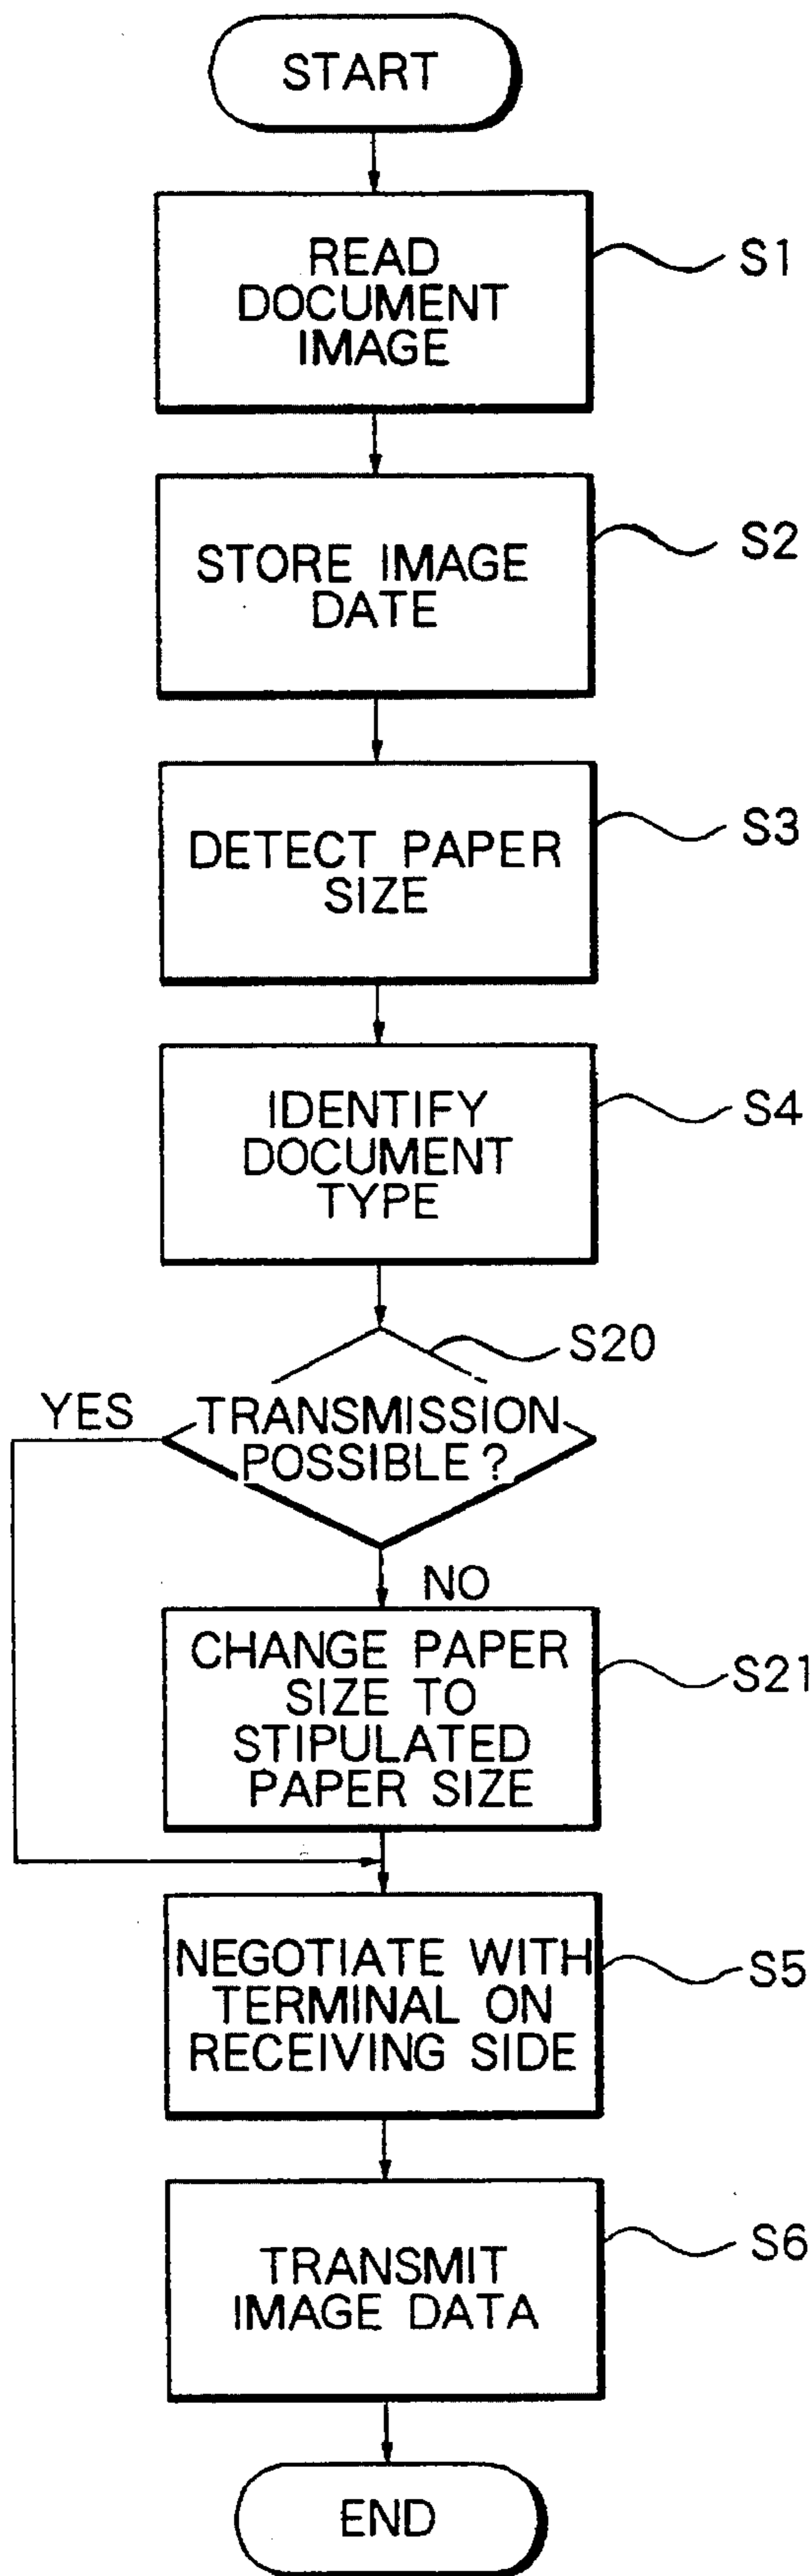 START
READ
DOCUMENT
IMAGE
S1
STORE IMAGE
DATE
S2
DETECT PAPER
SIZE
S3
IDENTIFY
DOCUMENT
TYPE
S4
S20
YES
TRANSMISSION
POSSIBLE?
NO
CHANGE PAPER
SIZE TO
STIPULATED
PAPER SIZE
S21
NEGOTIATE WITH
TERMINAL ON
RECEIVING SIDE
S5
TRANSMIT
IMAGE DATA
S6
END